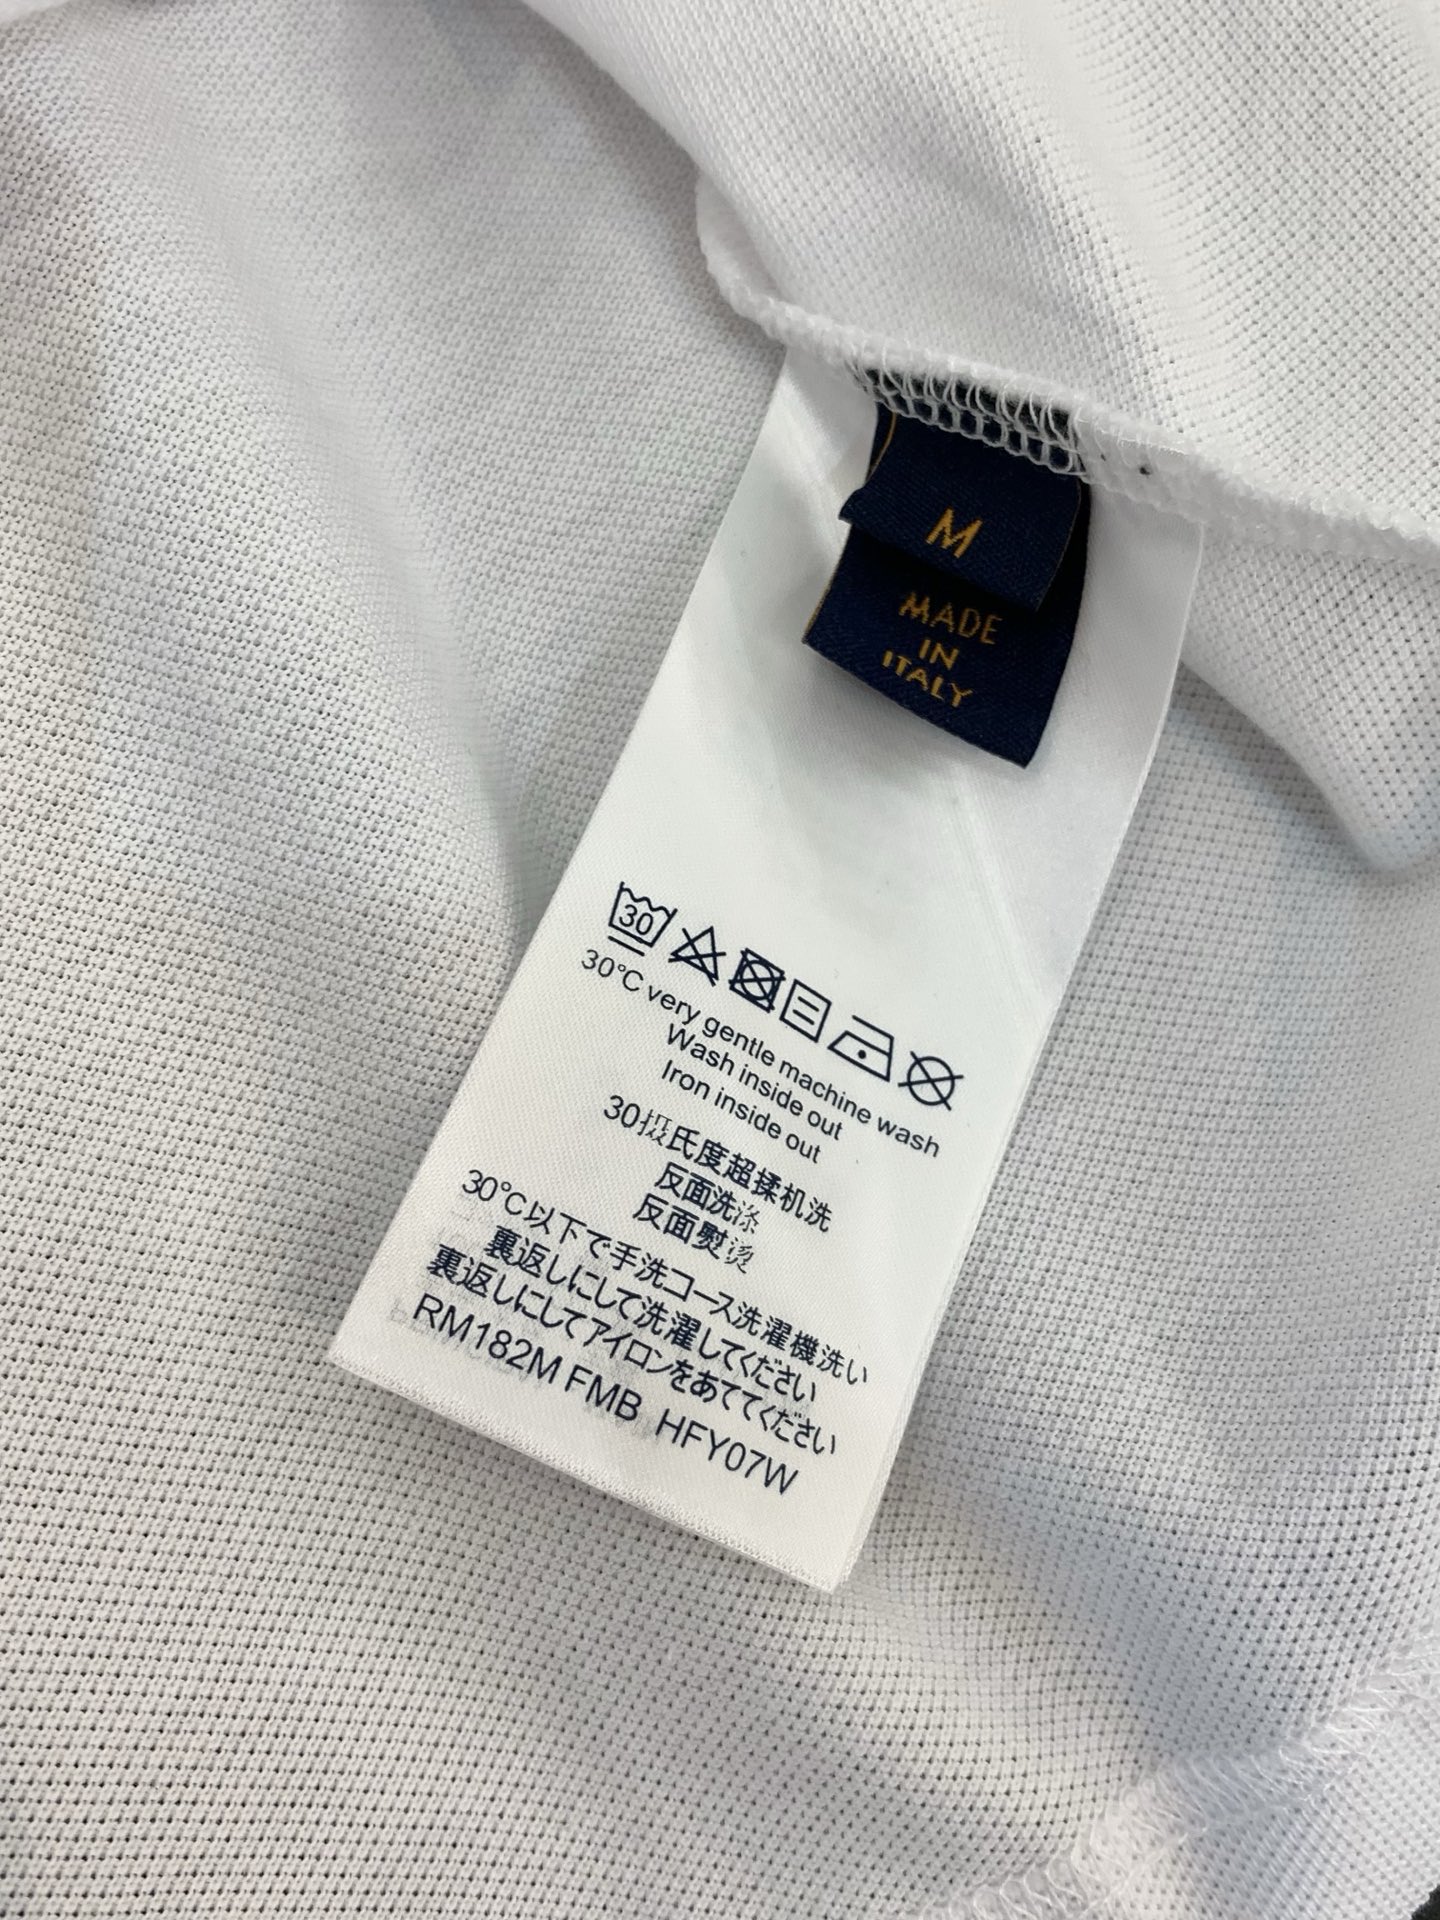 M
MADE
IN
ITALY
30
30°C very gentle machine wash
Wash inside out
Iron inside out
30摄氏度超揉机洗
反面洗涤
反面熨烫
30°C以下で手洗コース洗濯機洗い
裏返しにして洗濯してください
裏返しにしてアイロンをあててください
RM182M FMB HFY07W